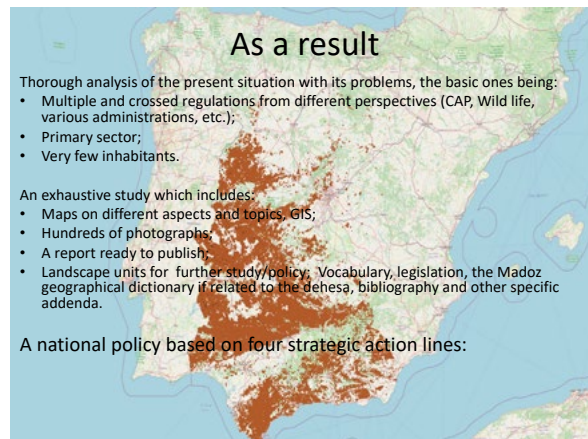 As a result
Thorough analysis of the present situation with its problems, the basic ones being:
• Multiple and crossed regulations from different perspectives (CAP, Wild life,
various administrations, etc.);
• Primary sector;
• Very few inhabitants.
An exhaustive study which includes:
• Maps on different aspects and topics, GIS;
• Hundreds of photographs;
• A report ready to publish;
• Landscape units for further study/policy; Vocabulary, legislation, the Madoz
geographical dictionary if related to the dehesa, bibliography and other specific
addenda.
A national policy based on four strategic action lines: